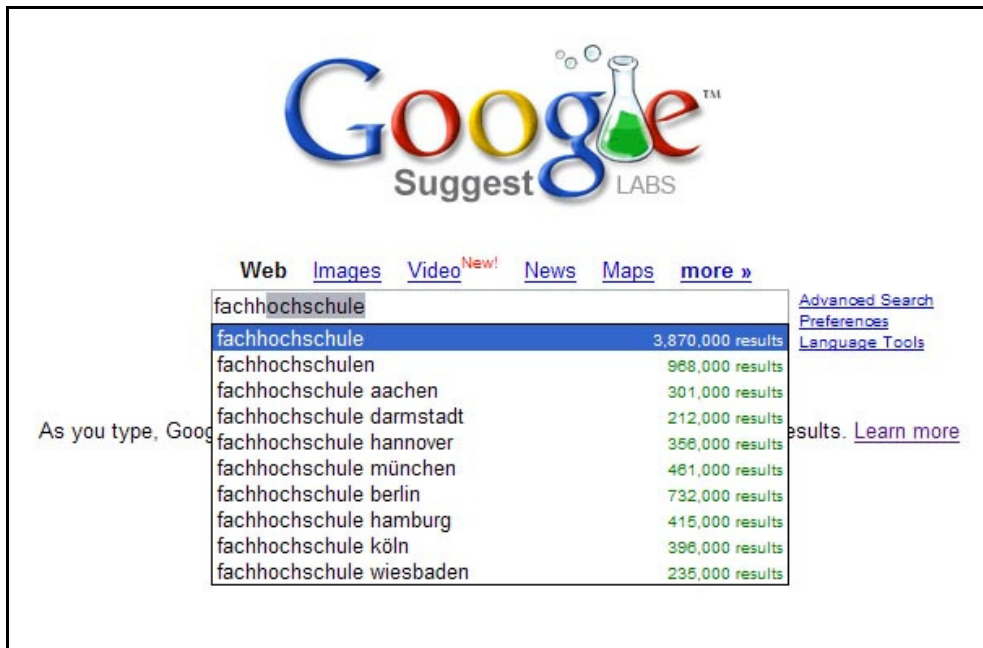 Google™
Suggest LABS
Web Images Video New! News Maps more »
fachhochschule
Advanced Search
Preferences
Language Tools
fachhochschule 3,870,000 results
fachhochschulen 968,000 results
fachhochschule aachen 301,000 results
fachhochschule darmstadt 212,000 results
As you type, Goog esults. Learn more
fachhochschule hannover 356,000 results
fachhochschule münchen 461,000 results
fachhochschule berlin 732,000 results
fachhochschule hamburg 415,000 results
fachhochschule köln 396,000 results
fachhochschule wiesbaden 235,000 results